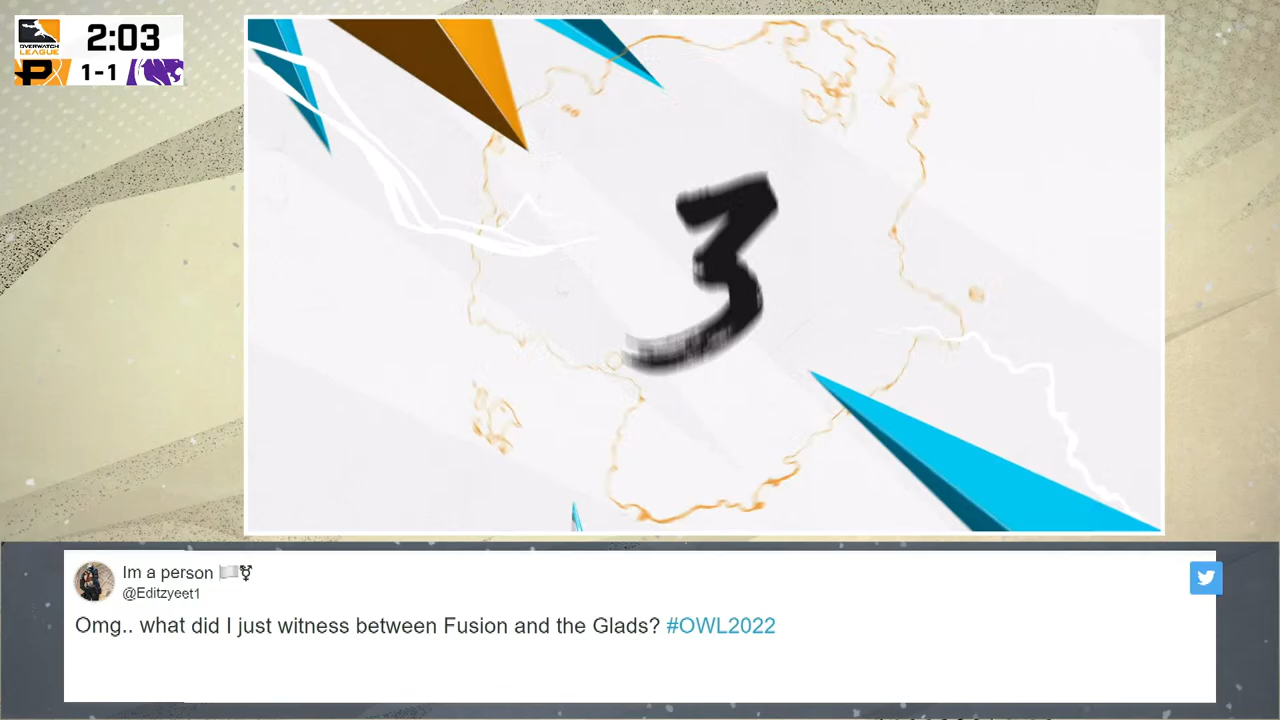 OVERWATCH
LEAGUE
2:03
P 1-1
3
Im a person
@Editzyeet1
Omg.. what did I just witness between Fusion and the Glads? #OWL2022